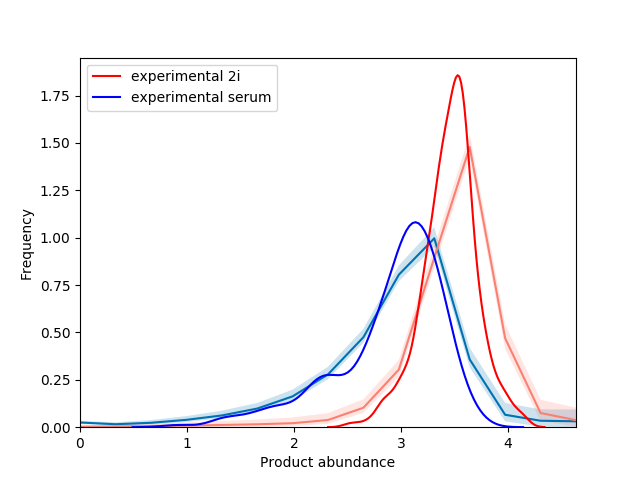 experimental 2i
experimental serum
1.75
1.50
1.25
1.00
0.75
0.50
0.25
0.00
Frequency
0 1 2 3 4
Product abundance